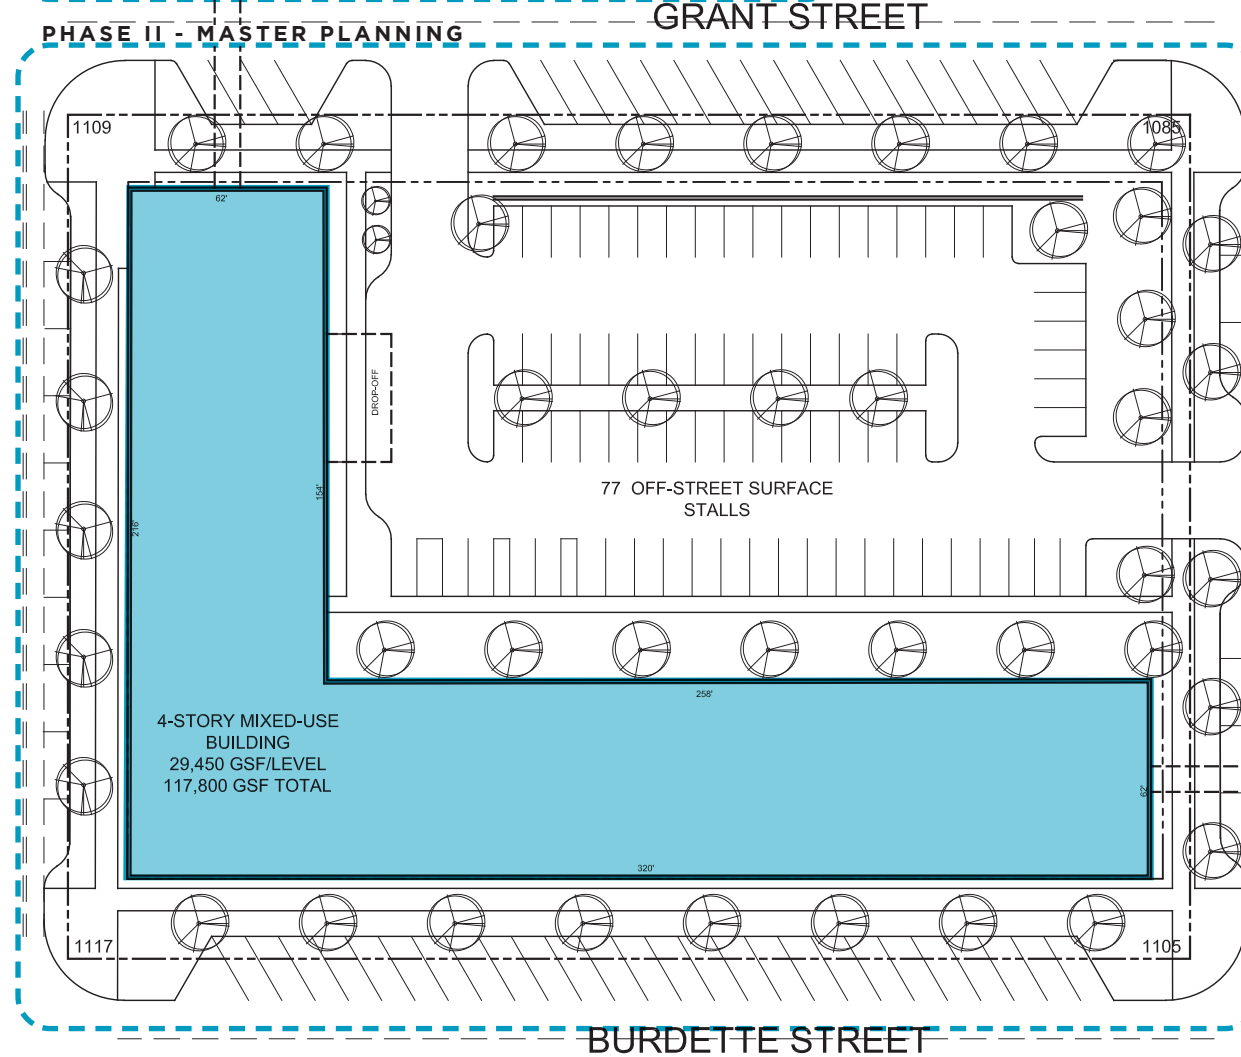 GRANT STREET
PHASE II - MASTER PLANNING
1109
1085
62'
DROP-OFF
154'
216'
77 OFF-STREET SURFACE
STALLS
258'
4-STORY MIXED-USE
BUILDING
29,450 GSF/LEVEL
117,800 GSF TOTAL
62'
320'
1117
1105
BURDETTE STREET